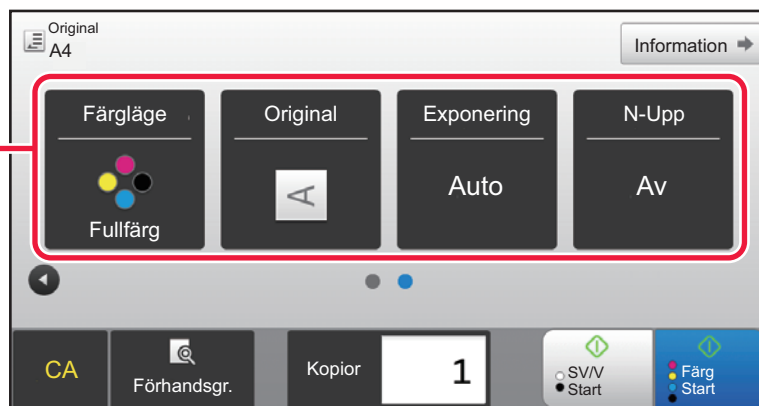 Original
A4
Information
Färgläge
Original
Exponering
N-Upp
A
Auto
Av
Fullfärg
CA
Förhandsgr.
Kopior
1
SV/V
Start
Färg
Start